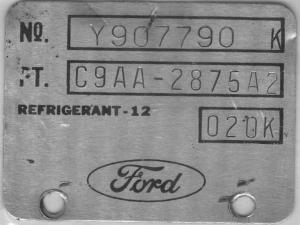 NO. Y907790 K
PT. C9AA-2875A2
REFRIGERANT-12
020K
Ford